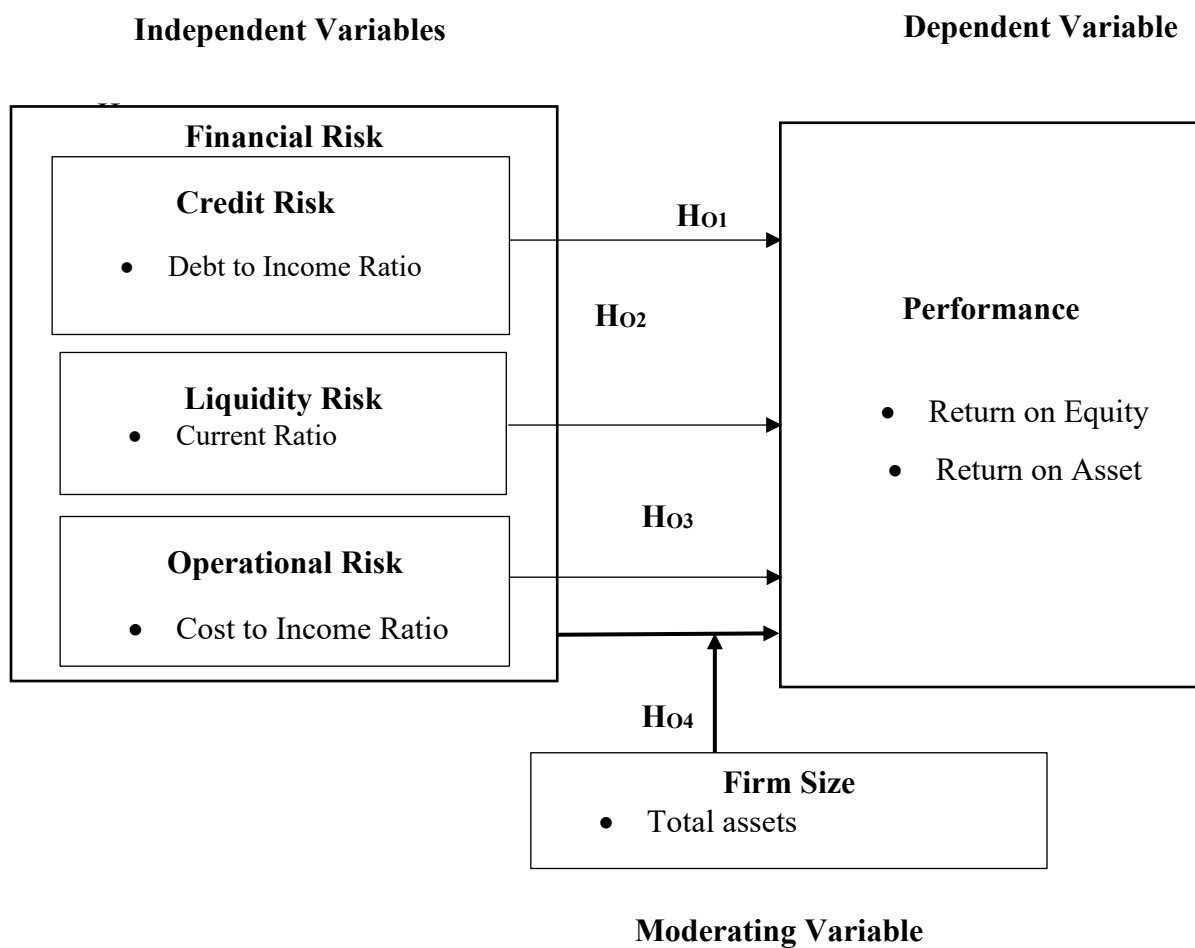 Independent Variables
Dependent Variable
Financial Risk
Credit Risk
• Debt to Income Ratio
HO1
HO2
Performance
Liquidity Risk
• Current Ratio
• Return on Equity
• Return on Asset
HO3
Operational Risk
• Cost to Income Ratio
HO4
Firm Size
• Total assets
Moderating Variable